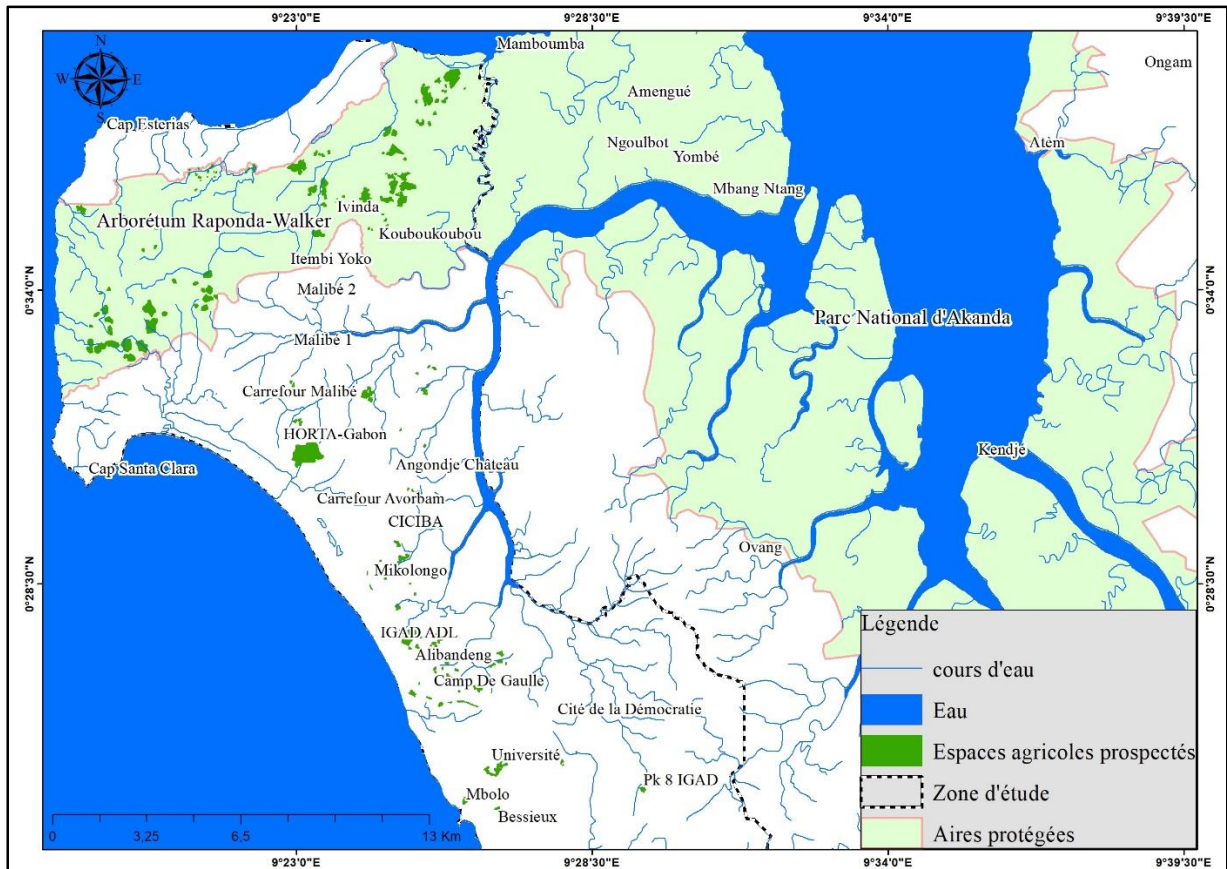 9°23'0"E
9°28'30"E
9°34'0"E
9°39'30"E
N
W
E
S
Mamboumba
Ongam
Amengué
Cap Esterias
Ngoulbot
Yombé
Atèm
Mbang Ntang
Ivinda
Arborétum Raponda-Walker
Kouboukoubou
Itembi Yoko
0°34'0"N
0°34'0"N
Malibé 2
Parc National d'Akanda
Malibé 1
Carrefour Malibé
HORTA-Gabon
Kendjé
Cap Santa Clara
Angondje Château
Carrefour Avorbam
CICIBA
Ovang
Mikolongo
0°28'30"N
0°28'30"N
IGAD ADL
Alibandeng
Camp De Gaulle
Cité de la Démocratie
Université
Pk 8 IGAD
Mbolo
Bessieux
0
3,25
6,5
13 Km
Légende
cours d'eau
Eau
Espaces agricoles prospectés
Zone d'étude
Aires protégées
9°23'0"E
9°28'30"E
9°34'0"E
9°39'30"E